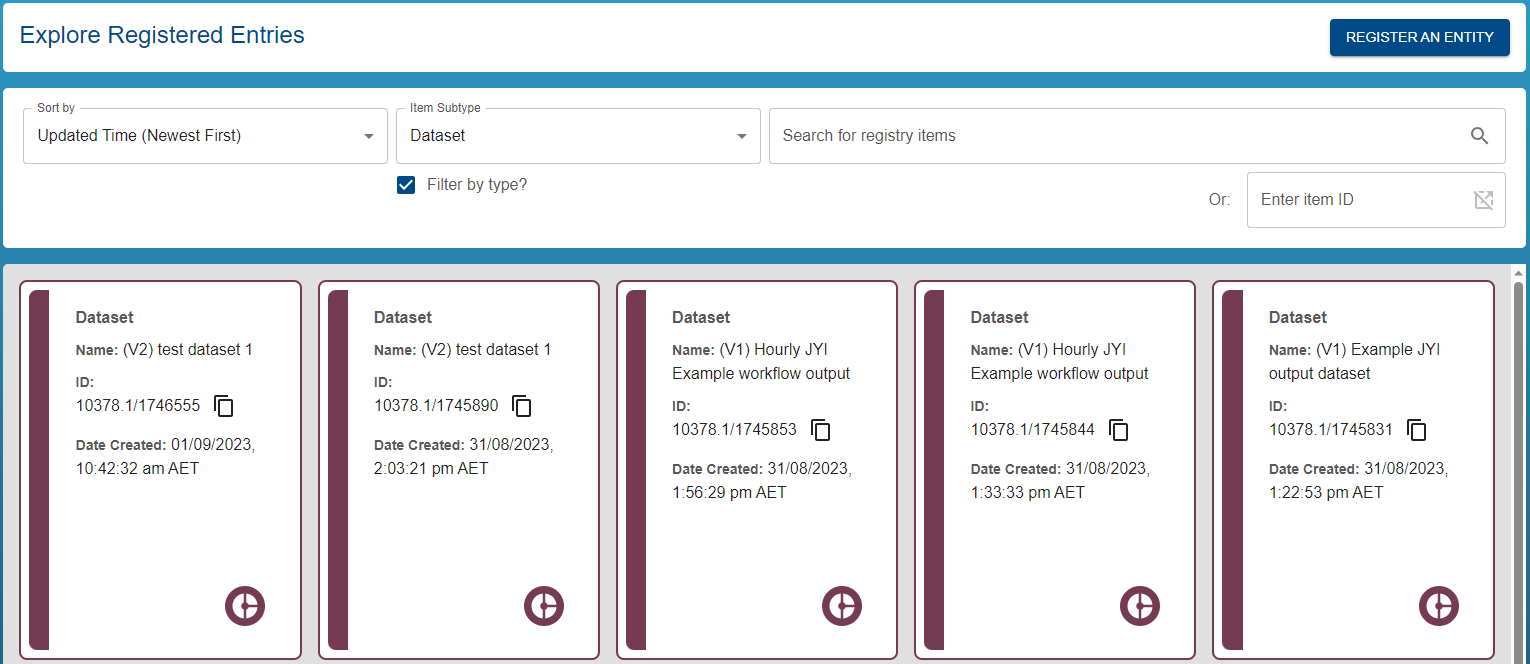 Explore Registered Entries
REGISTER AN ENTITY
Sort by
Updated Time (Newest First)
Item Subtype
Dataset
Search for registry items
Filter by type?
Or:
Enter item ID
Dataset
Name: (V2) test dataset 1
ID:
10378.1/1746555
Date Created: 01/09/2023,
10:42:32 am AET
Dataset
Name: (V2) test dataset 1
ID:
10378.1/1745890
Date Created: 31/08/2023,
2:03:21 pm AET
Dataset
Name: (V1) Hourly JYI
Example workflow output
ID:
10378.1/1745853
Date Created: 31/08/2023,
1:56:29 pm AET
Dataset
Name: (V1) Hourly JYI
Example workflow output
ID:
10378.1/1745844
Date Created: 31/08/2023,
1:33:33 pm AET
Dataset
Name: (V1) Example JYI
output dataset
ID:
10378.1/1745831
Date Created: 31/08/2023,
1:22:53 pm AET